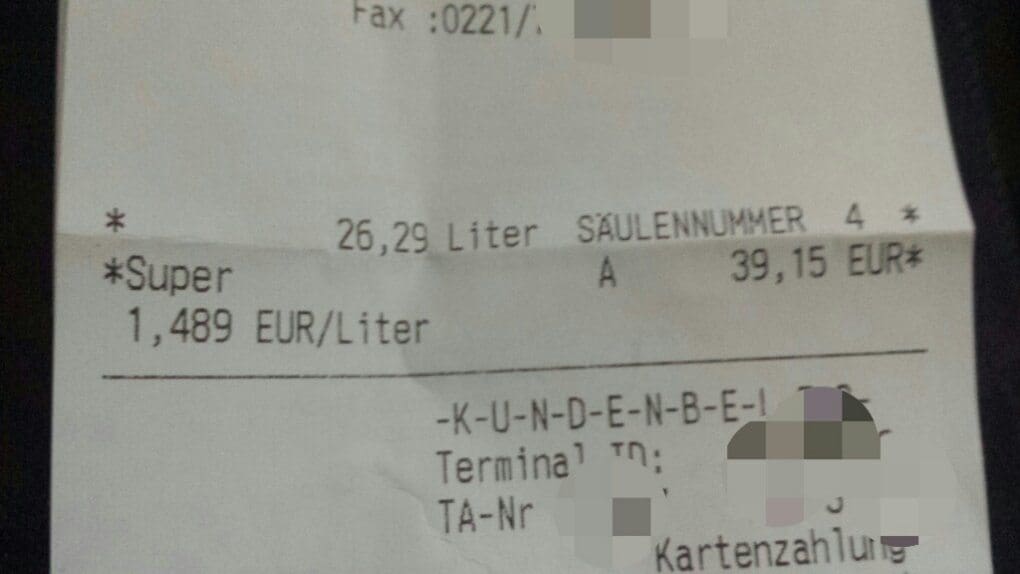 Fax :0221/
* 26,29 Liter SÄULENNUMMER 4 *
*Super A 39,15 EUR*
1,489 EUR/Liter
-K-U-N-D-E-N-B-E-
Terminal ID:
TA-Nr
Kartenzahlung